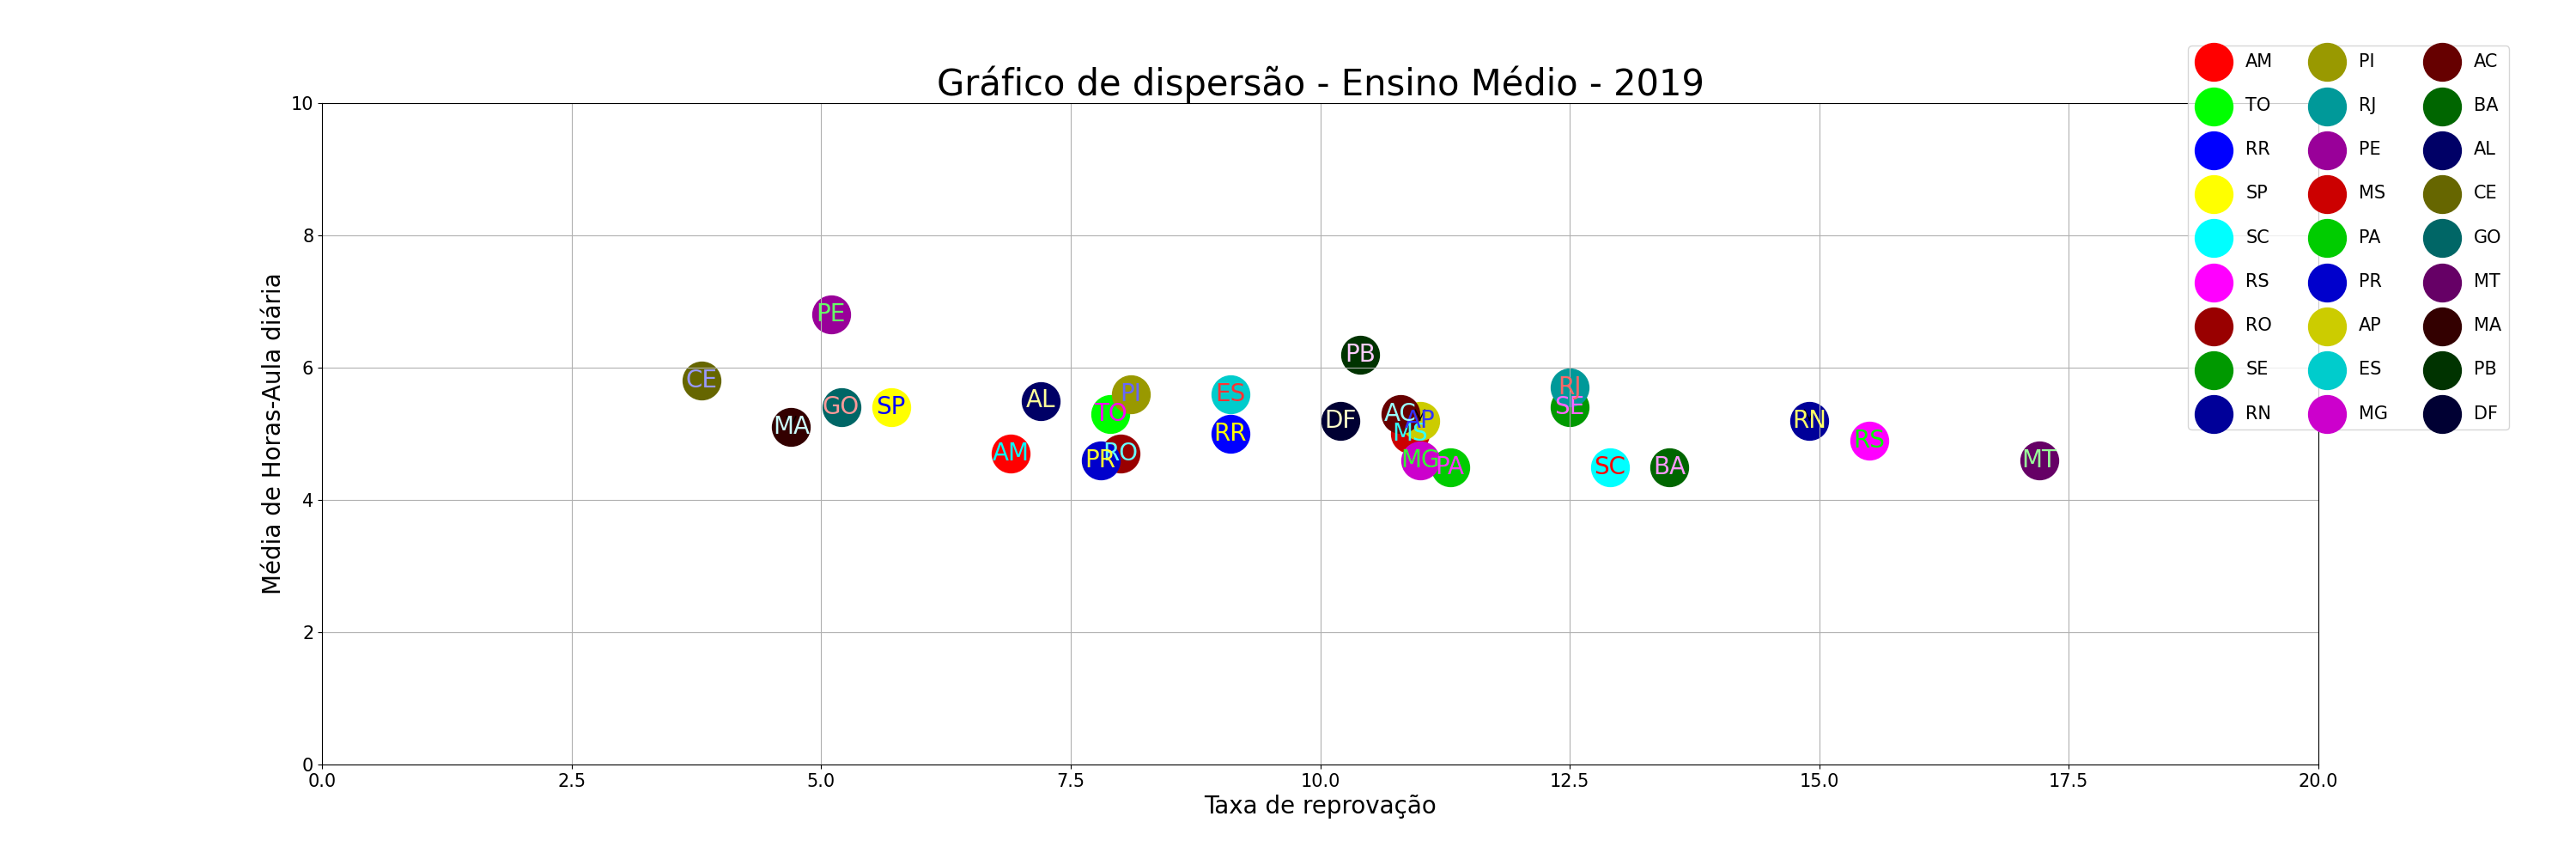 Gráfico de dispersão - Ensino Médio - 2019
AM PI AC
TO RJ BA
RR PE AL
SP MS CE
SC PA GO
RS PR MT
RO AP MA
SE ES PB
RN MG DF
Média de Horas-Aula diária
10
8
6
4
2
0
PE
PB
CE
RJ
GO SP AL PI ES SE
MA TO RR DF AC AP RN
MS
AM PR RO MG PA SC BA RS MT
0.0 2.5 5.0 7.5 10.0 12.5 15.0 17.5 20.0
Taxa de reprovação